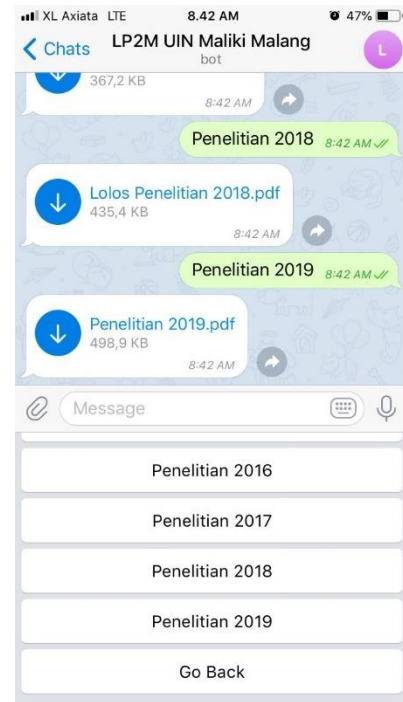 XL Axiata LTE 8.42 AM 47%
Chats LP2M UIN Maliki Malang
bot
L
367,2 KB
8:42 AM
Penelitian 2018 8:42 AM
Lolos Penelitian 2018.pdf
435,4 KB
8:42 AM
Penelitian 2019 8:42 AM
Penelitian 2019.pdf
498,9 KB
8:42 AM
Message
Penelitian 2016
Penelitian 2017
Penelitian 2018
Penelitian 2019
Go Back